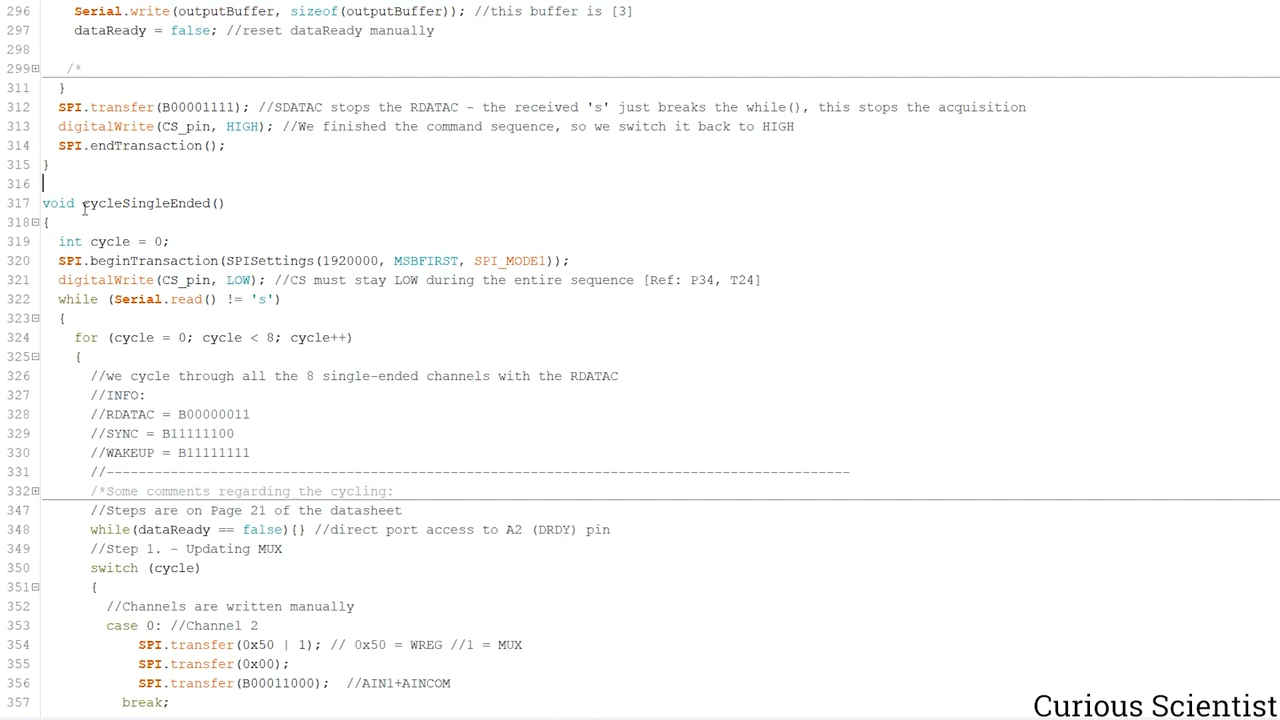 296 Serial.write(outputBuffer, sizeof(outputBuffer)); //this buffer is [3]
297 dataReady = false; //reset dataReady manually
298
299 /*
311 }
312 SPI.transfer(B00001111); //SDATAC stops the RDATAC - the received 's' just breaks the while(), this stops the acquisition
313 digitalWrite(CS_pin, HIGH); //We finished the command sequence, so we switch it back to HIGH
314 SPI.endTransaction();
315 }
316
317 void cycleSingleEnded()
318 {
319 int cycle = 0;
320 SPI.beginTransaction(SPISettings(1920000, MSBFIRST, SPI_MODE1));
321 digitalWrite(CS_pin, LOW); //CS must stay LOW during the entire sequence [Ref: P34, T24]
322 while (Serial.read() != 's')
323 {
324 for (cycle = 0; cycle < 8; cycle++)
325 {
326 //we cycle through all the 8 single-ended channels with the RDATAC
327 //INFO:
328 //RDATAC = B00000011
329 //SYNC = B11111100
330 //WAKEUP = B11111111
331 //---------------------------------------------------------------------------------------------
332 /*Some comments regarding the cycling:
347 //Steps are on Page 21 of the datasheet
348 while(dataReady == false){} //direct port access to A2 (DRDY) pin
349 //Step 1. - Updating MUX
350 switch (cycle)
351 {
352 //Channels are written manually
353 case 0: //Channel 2
354 SPI.transfer(0x50 | 1); // 0x50 = WREG //1 = MUX
355 SPI.transfer(0x00);
356 SPI.transfer(B00011000); //AIN1+AINCOM
357 break;
Curious Scientist